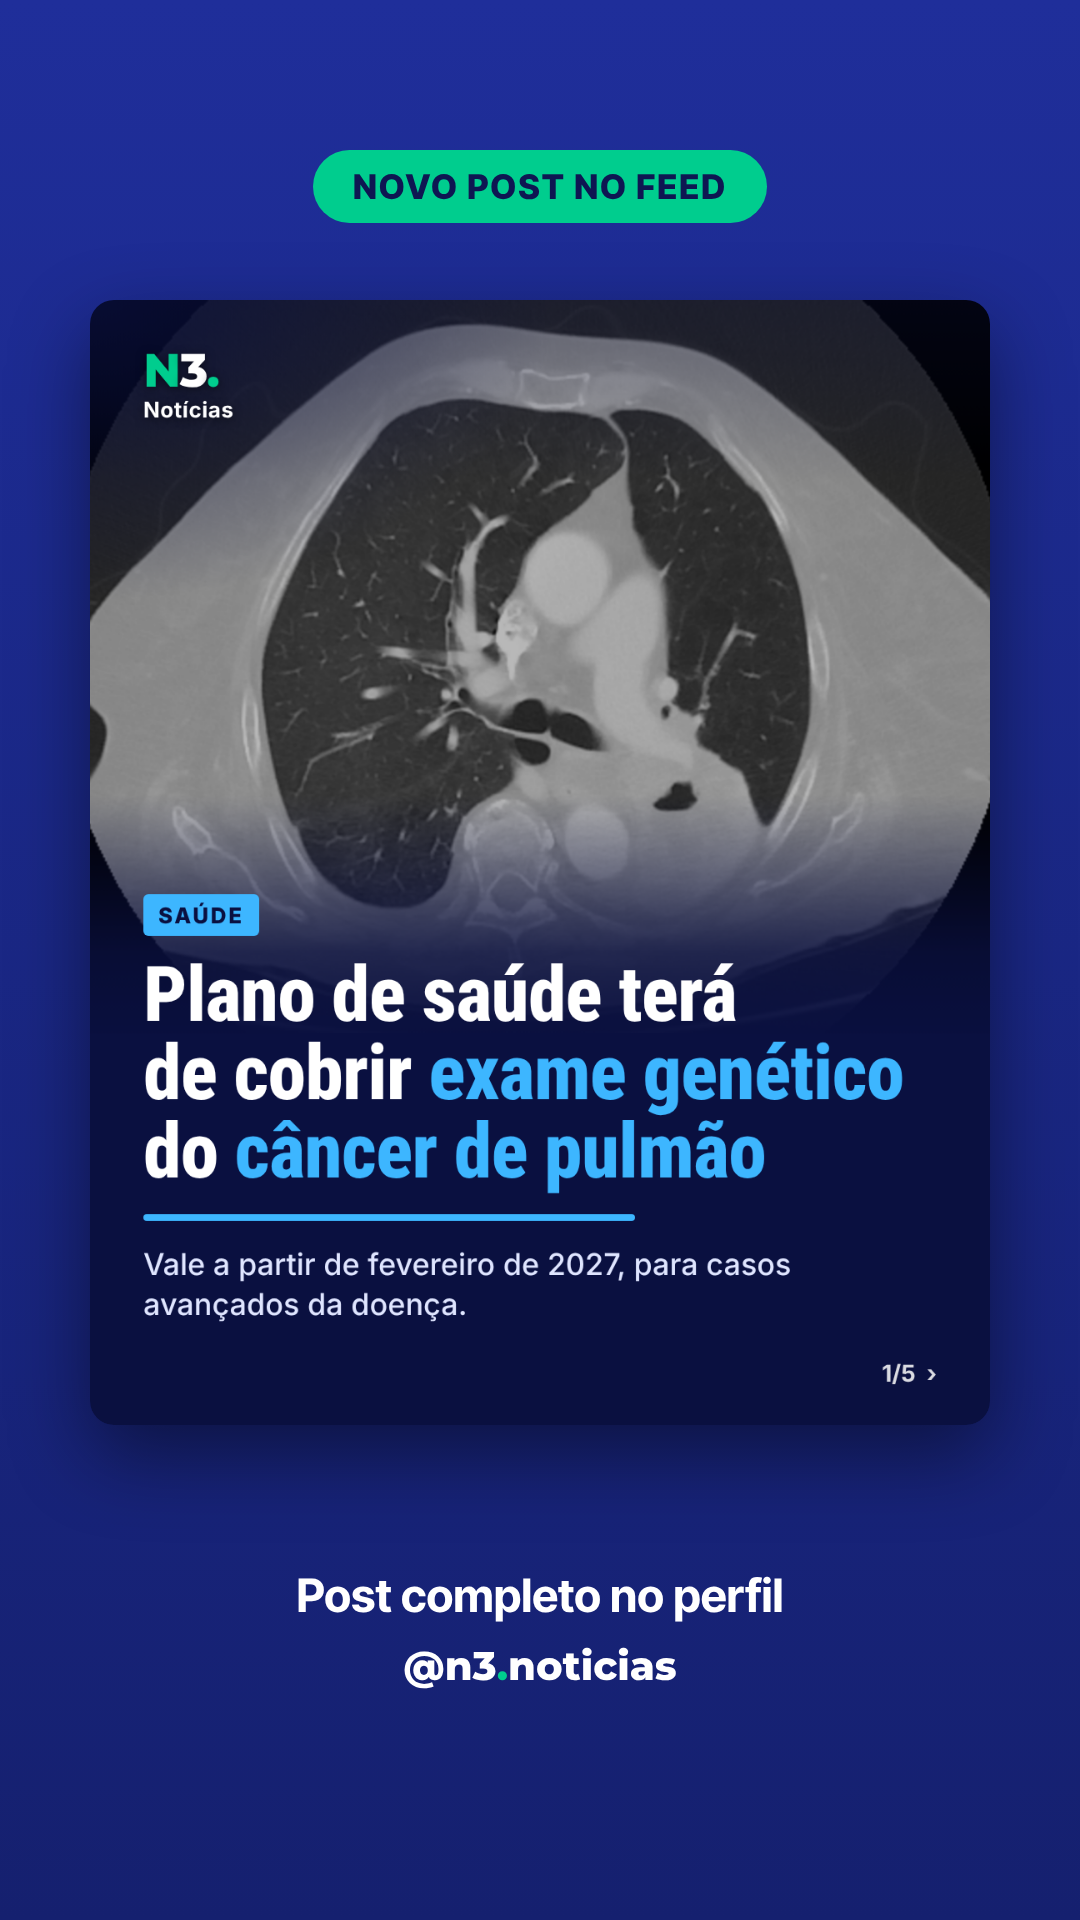 NOVO POST NO FEED
N3.
Notícias
SAÚDE
Plano de saúde terá
de cobrir exame genético
do câncer de pulmão
Vale a partir de fevereiro de 2027, para casos
avançados da doença.
1/5 ›
Post completo no perfil
@n3.noticias